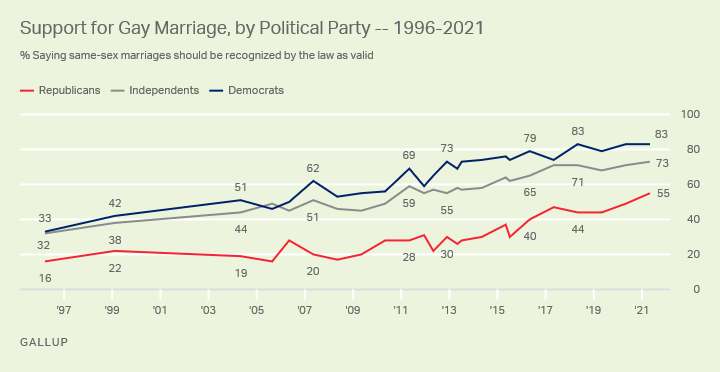 Support for Gay Marriage, by Political Party -- 1996-2021
% Saying same-sex marriages should be recognized by the law as valid
Republicans Independents Democrats
100
83 83
79 80
73 73
69
62 71
60
65
59 55
51 55
51
42 44 40
33 44 40
38
32 30
28
22 20 20
19
16
0
'97 '99 '01 '03 '05 '07 '09 '11 '13 '15 '17 '19 '21
GALLUP